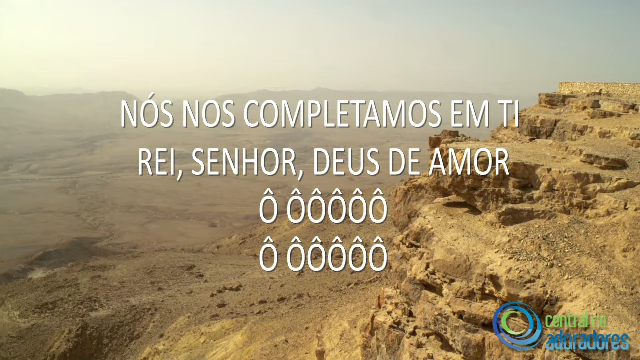 NÓS NOS COMPLETAMOS EM TI
REI, SENHOR, DEUS DE AMOR
Ô ÔÔÔÔÔ
Ô ÔÔÔÔÔ
central de
adoradores